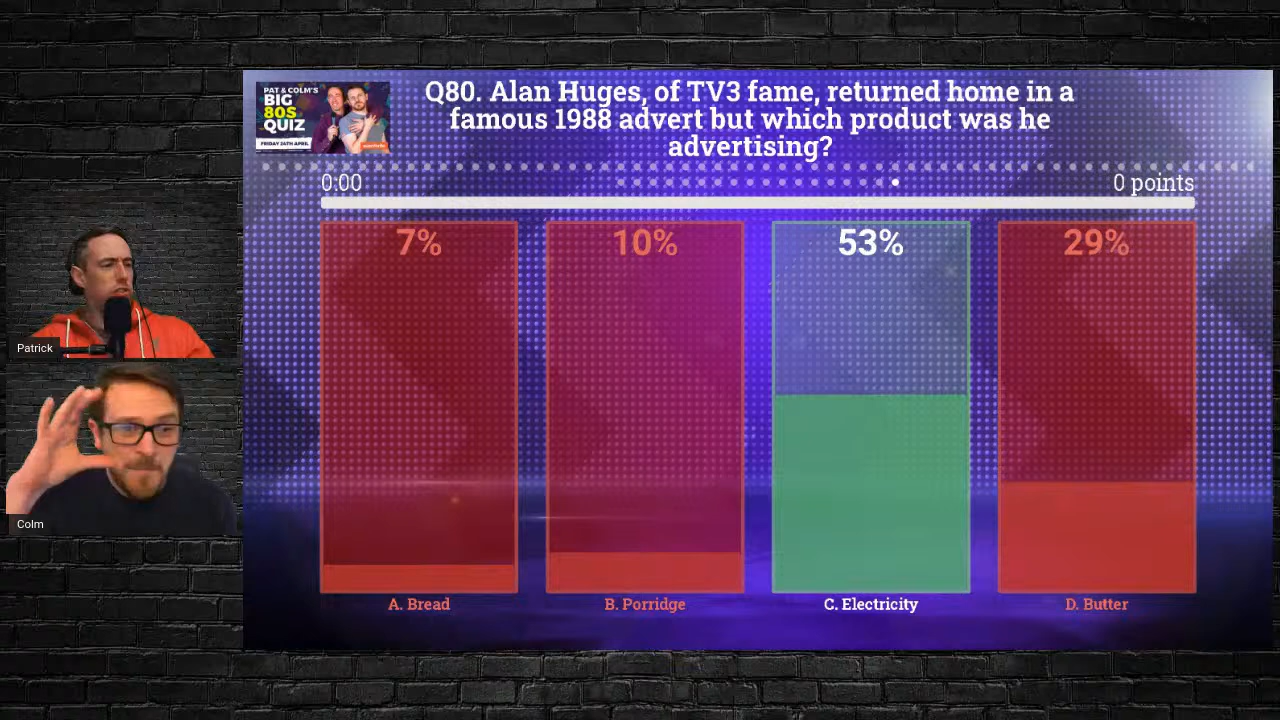 PAT & COLM'S
BIG
80S
QUIZ
FRIDAY 24TH APRIL
Q80. Alan Huges, of TV3 fame, returned home in a
famous 1988 advert but which product was he
advertising?
0:00
0 points
7%
10%
53%
29%
Patrick
Colm
A. Bread
B. Porridge
C. Electricity
D. Butter